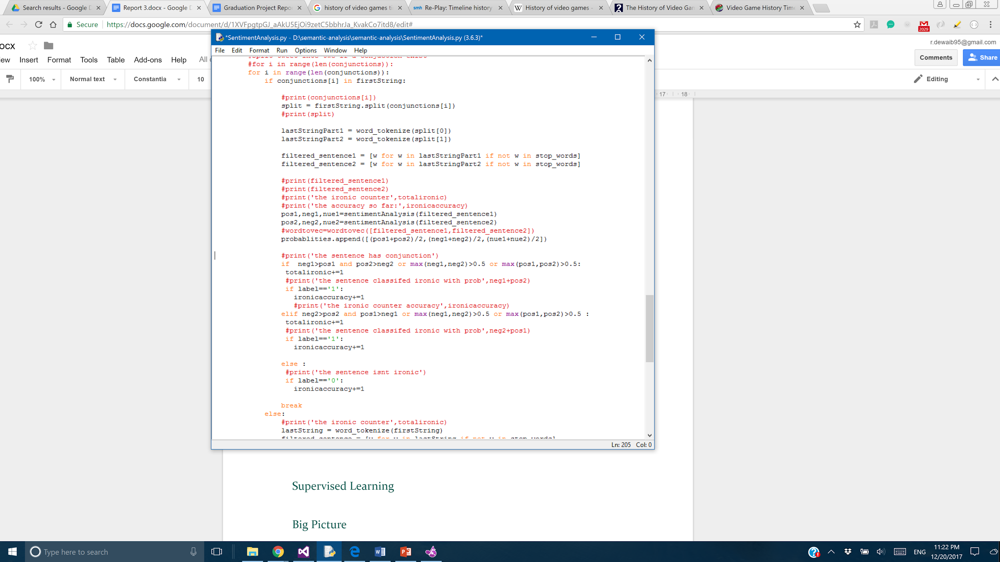 Search results - Google D
Report 3.docx - Google D
Graduation Project Repo
history of video games ti
smh Re-Play: Timeline history
W History of video games -
The History of Video Gam
Video Game History Time
Secure https://docs.google.com/document/d/1XVFpgtpGJ_aAkU5EjOi9zetC5bbhrJa_KvakCo7itd8/edit#
2029
r.dewaib95@gmail.com
ocx
Comments
Share
ew Insert Format Tools Table Add-ons Help All c
100% Normal text Constantia 10
Editing
17 18
*SentimentAnalysis.py - D:\semantic-analysis\semantic-analysis\SentimentAnalysis.py (3.6.3)*
File Edit Format Run Options Window Help
#for i in range(len(conjunctions)):
for i in range(len(conjunctions)):
if conjunctions[i] in firstString:
#print(conjunctions[i])
split = firstString.split(conjunctions[i])
#print(split)
lastStringPart1 = word_tokenize(split[0])
lastStringPart2 = word_tokenize(split[1])
filtered_sentence1 = [w for w in lastStringPart1 if not w in stop_words]
filtered_sentence2 = [w for w in lastStringPart2 if not w in stop_words]
#print(filtered_sentence1)
#print(filtered_sentence2)
#print('the ironic counter',totalironic)
#print('the accuracy so far:',ironicaccuracy)
pos1,neg1,nue1=sentimentAnalysis(filtered_sentence1)
pos2,neg2,nue2=sentimentAnalysis(filtered_sentence2)
#wordtovec=wordtovec([filtered_sentence1,filtered_sentence2])
probablities.append([(pos1+pos2)/2,(neg1+neg2)/2,(nue1+nue2)/2])
#print('the sentence has conjunction')
if  neg1>pos1 and pos2>neg2 or max(neg1,neg2)>0.5 or max(pos1,pos2)>0.5:
totalironic+=1
#print('the sentence classifed ironic with prob',neg1+pos2)
if label=='1':
ironicaccuracy+=1
#print('the ironic counter accuracy',ironicaccuracy)
elif neg2>pos2 and pos1>neg1 or max(neg1,neg2)>0.5 or max(pos1,pos2)>0.5 :
totalironic+=1
#print('the sentence classifed ironic with prob',neg2+pos1)
if label=='1':
ironicaccuracy+=1
else :
#print('the sentence isnt ironic')
if label=='0':
ironicaccuracy+=1
break
else:
#print('the ironic counter',totalironic)
lastString = word_tokenize(firstString)
filtered_sentence = [w for w in lastString if not w in stop_words]
Ln: 205 Col: 0
Supervised Learning
Big Picture
Type here to search
ENG
11:22 PM
12/20/2017